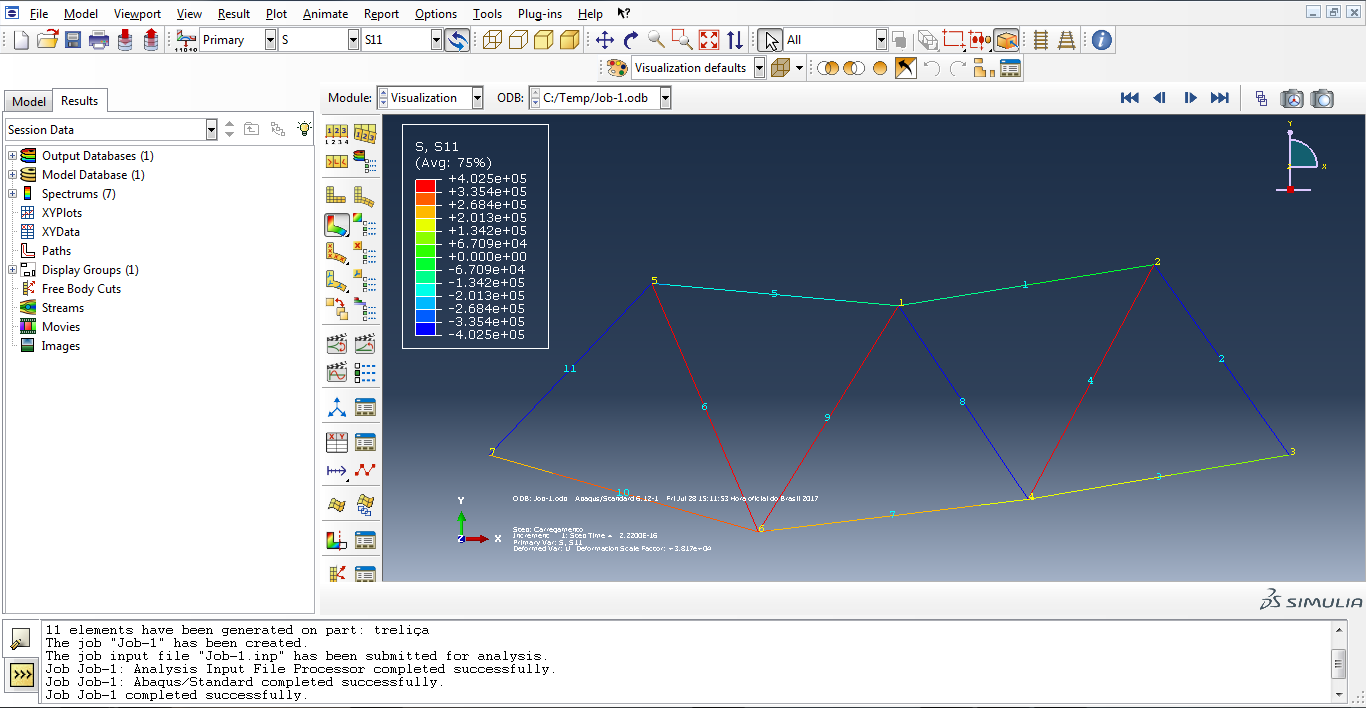 File Model Viewport View Result Plot Animate Report Options Tools Plug-ins Help
Primary S S11 All
Visualization defaults
Model Results Module: Visualization ODB: C:/Temp/Job-1.odb
Session Data
Output Databases (1)
Model Database (1)
Spectrums (7)
XYPlots
XYData
Paths
Display Groups (1)
Free Body Cuts
Streams
Movies
Images
S, S11
(Avg: 75%)
+4.025e+05
+3.354e+05
+2.684e+05
+2.013e+05
+1.342e+05
+6.709e+04
+0.000e+00
-6.709e+04
-1.342e+05
-2.013e+05
-2.684e+05
-3.354e+05
-4.025e+05
Y
X
2
5
1
5
1
2
11
4
8
6
9
7
3
3
10
4
7
6
Y
X
Z
ODB: Job-1.odb Abaqus/Standard 6.12-1 Fri Jul 28 15:11:53 Hora oficial do Brasil 2017
Step: Carregamento
Increment 1: Step Time = 2.2200E-16
Primary Var: S, S11
Deformed Var: U Deformation Scale Factor: +3.817e+04
SIMULIA
11 elements have been generated on part: treliça
The job "Job-1" has been created.
The job input file "Job-1.inp" has been submitted for analysis.
Job Job-1: Analysis Input File Processor completed successfully.
Job Job-1: Abaqus/Standard completed successfully.
Job Job-1 completed successfully.